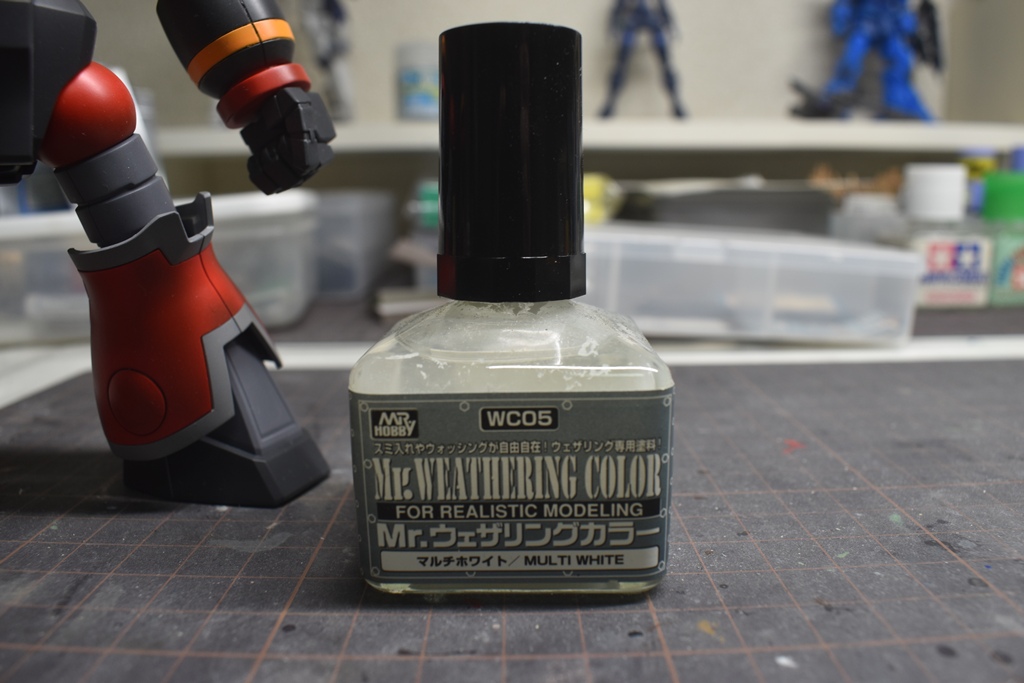 MR HOBBY
WC05
スミ入れやウォッシングが自由自在!ウェザリング専用塗料
Mr.WEATHERING COLOR
FOR REALISTIC MODELING
Mr.ウェザリングカラー
マルチホワイト/MULTI WHITE